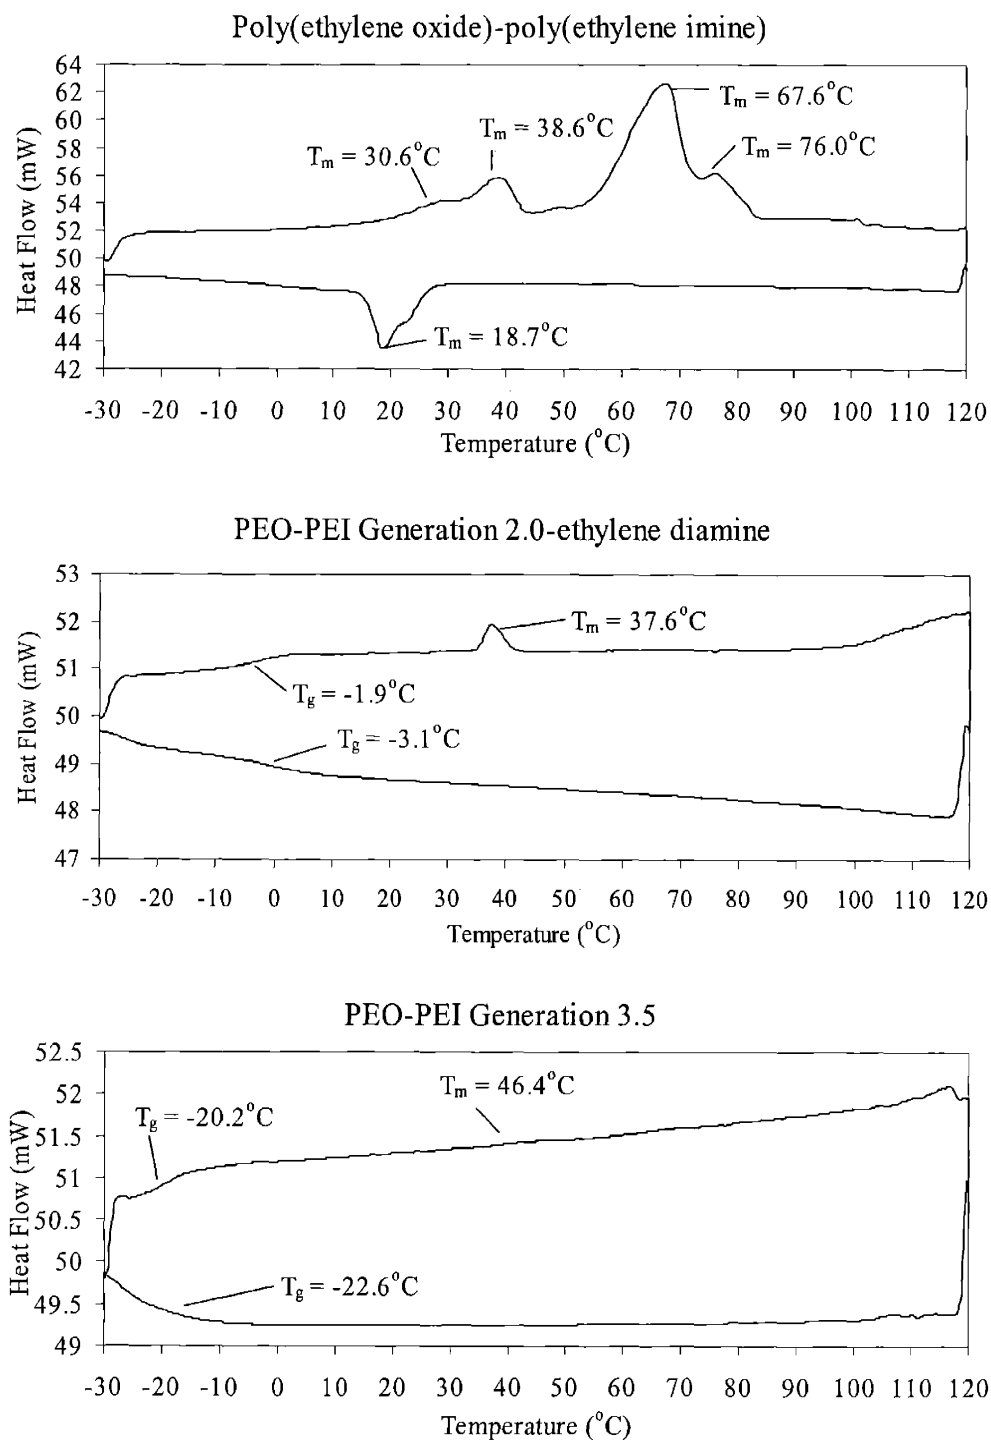 Poly(ethylene oxide)-poly(ethylene imine)
64
62
60
58
56
54
52
50
48
46
44
42
Heat Flow (mW)
Tm = 30.6°C
Tm = 38.6°C
Tm = 67.6°C
Tm = 76.0°C
Tm = 18.7°C
-30 -20 -10 0 10 20 30 40 50 60 70 80 90 100 110 120
Temperature (°C)
PEO-PEI Generation 2.0-ethylene diamine
53
52
51
50
49
48
47
Heat Flow (mW)
Tm = 37.6°C
Tg = -1.9°C
Tg = -3.1°C
-30 -20 -10 0 10 20 30 40 50 60 70 80 90 100 110 120
Temperature (°C)
PEO-PEI Generation 3.5
52.5
52
51.5
51
50.5
50
49.5
49
Heat Flow (mW)
Tg = -20.2°C
Tm = 46.4°C
Tg = -22.6°C
-30 -20 -10 0 10 20 30 40 50 60 70 80 90 100 110 120
Temperature (°C)